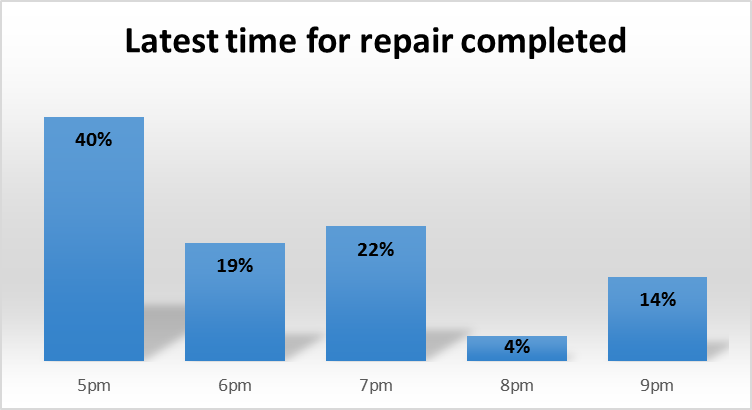 Latest time for repair completed
40%
19%
22%
4%
14%
5pm
6pm
7pm
8pm
9pm